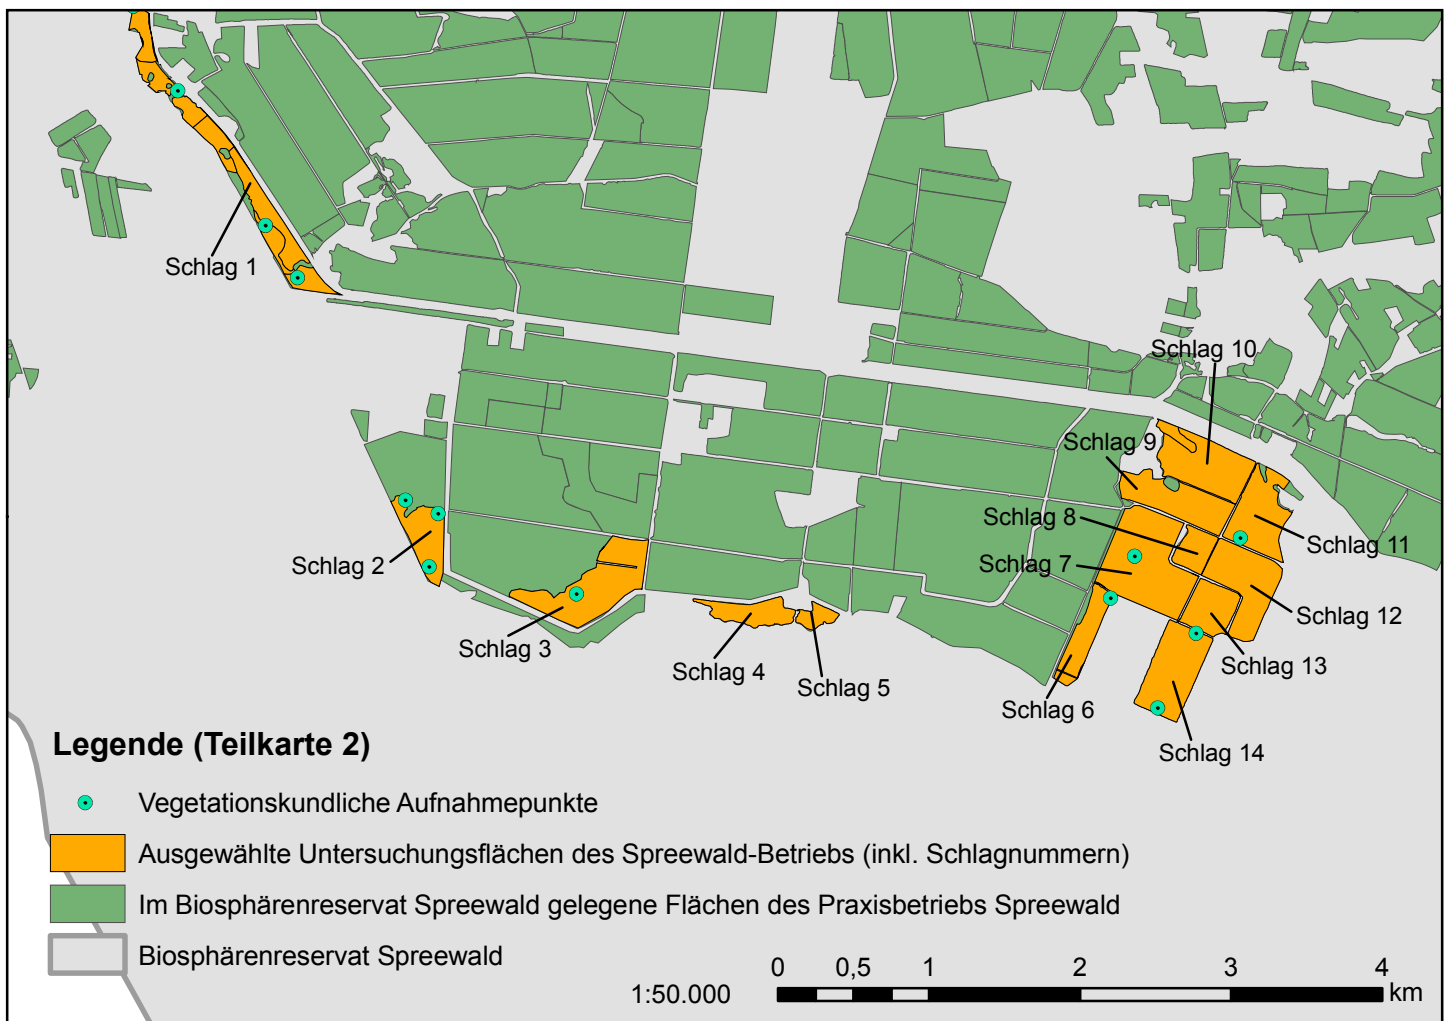 Schlag 1
Schlag 10
Schlag 9
Schlag 8
Schlag 11
Schlag 2
Schlag 7
Schlag 12
Schlag 3
Schlag 4
Schlag 13
Schlag 5
Schlag 6
Schlag 14
Legende (Teilkarte 2)
Vegetationskundliche Aufnahmepunkte
Ausgewählte Untersuchungsflächen des Spreewald-Betriebs (inkl. Schlagnummern)
Im Biosphärenreservat Spreewald gelegene Flächen des Praxisbetriebs Spreewald
Biosphärenreservat Spreewald
0 0,5 1 2 3 4
1:50.000 km